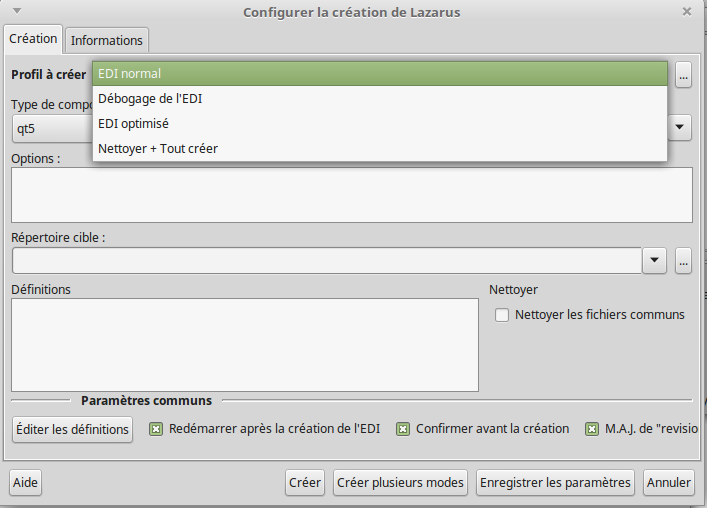 Configurer la création de Lazarus
Création Informations
Profil à créer EDI normal ...
Débogage de l'EDI
Type de compo
EDI optimisé
qt5
Nettoyer + Tout créer
Options :
Répertoire cible :
...
Définitions Nettoyer
Nettoyer les fichiers communs
Paramètres communs
Éditer les définitions Redémarrer après la création de l'EDI Confirmer avant la création M.A.J. de "revisio
Aide Créer Créer plusieurs modes Enregistrer les paramètres Annuler